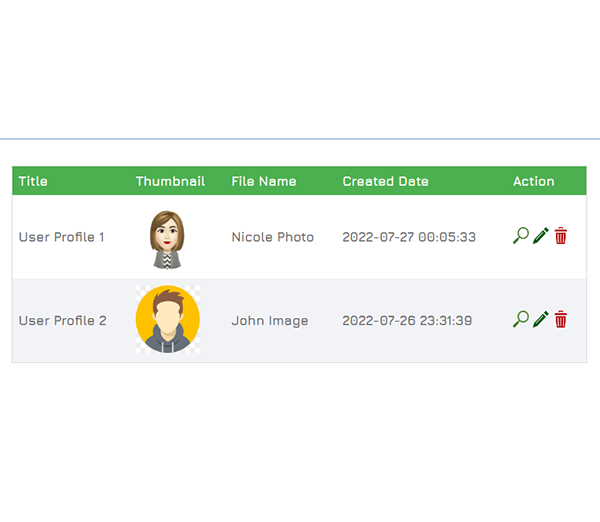 Title Thumbnail File Name Created Date Action
User Profile 1 Nicole Photo 2022-07-27 00:05:33
User Profile 2 John Image 2022-07-26 23:31:39